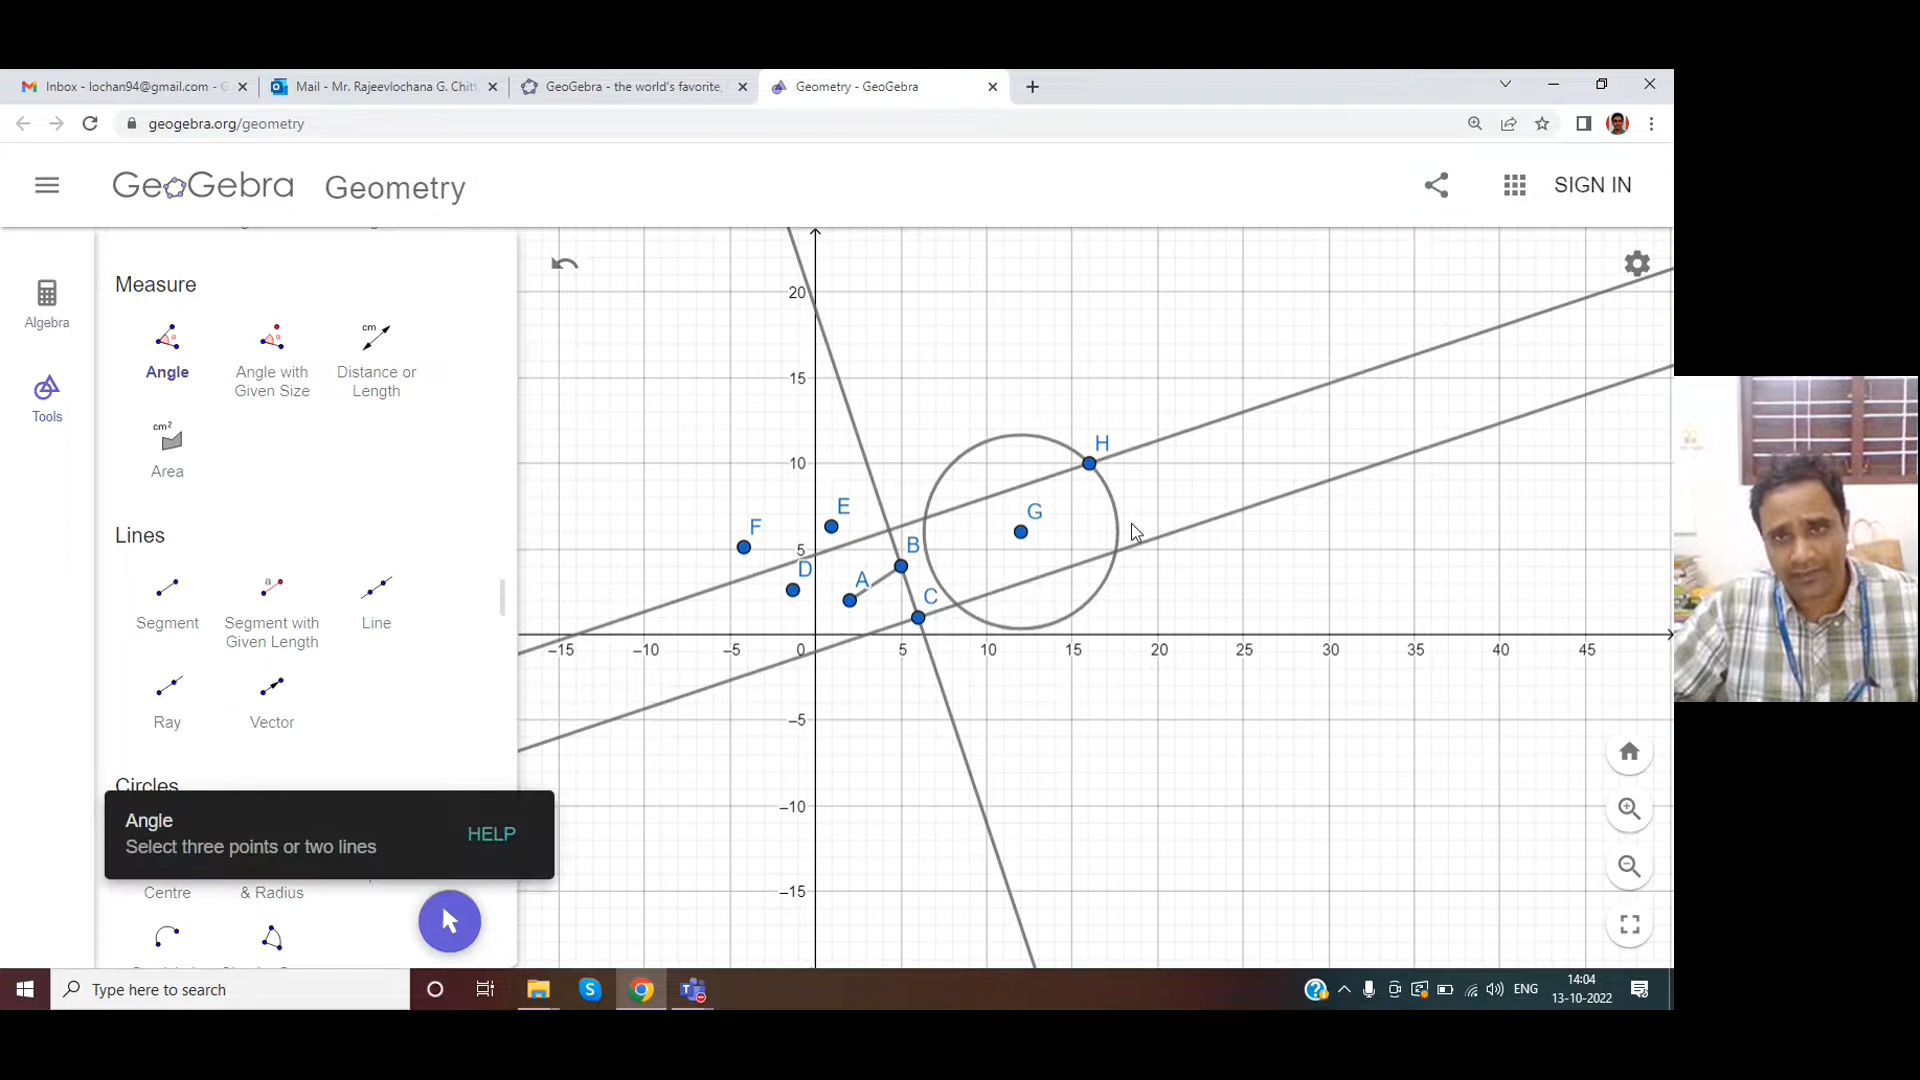 Inbox - lochan94@gmail.com - G
Mail - Mr. Rajeevlochana G. Chitt
GeoGebra - the world's favorite,
Geometry - GeoGebra
geogebra.org/geometry
GeoGebra Geometry
SIGN IN
Algebra
Tools
Measure
cm
Angle
Angle with
Given Size
Distance or
Length
cm²
Area
Lines
a
Segment
Segment with
Given Length
Line
Ray
Vector
Circles
Angle
Select three points or two lines
HELP
Centre
& Radius
20
15
10
5
0
–5
–10
–15
–15 –10 –5 5 10 15 20 25 30 35 40 45
H
G
E
F
B
D
A
C
Type here to search
ENG
14:04
13-10-2022